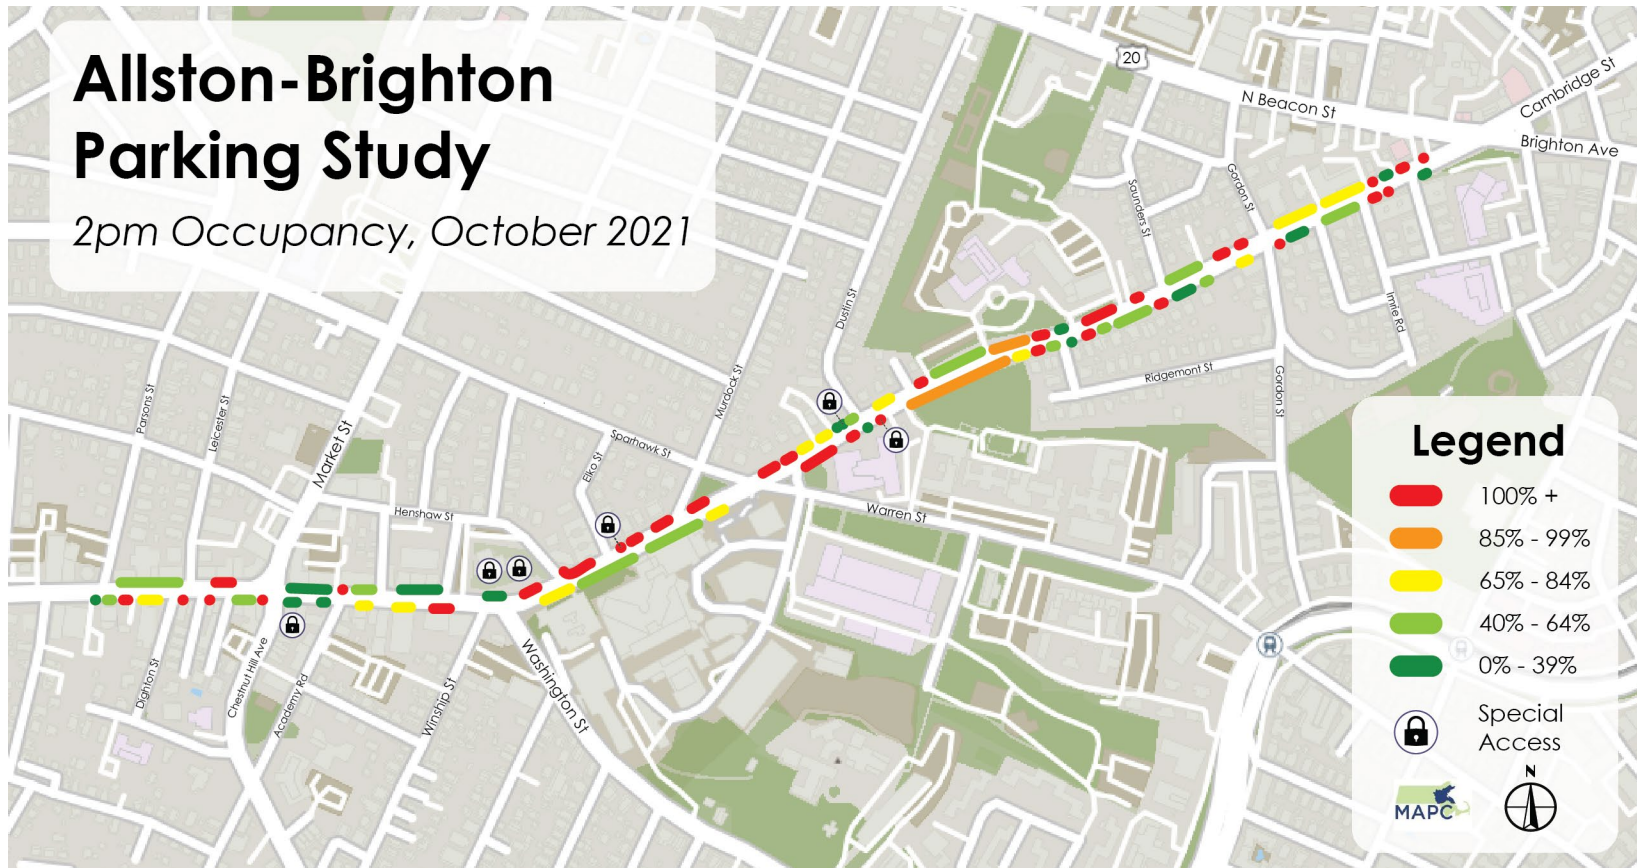 Allston-Brighton
Parking Study
2pm Occupancy, October 2021
20
N Beacon St
Cambridge St
Brighton Ave
Gordon St
Saunders St
Dustin St
Imrie Rd
Murdock St
Ridgemont St
Gordon St
Parsons St
Leicester St
Market St
Sparhawk St
Elko St
Henshaw St
Warren St
Dighton St
Chestnut Hill Ave
Academy Rd
Winship St
Washington St
Legend
100% +
85% - 99%
65% - 84%
40% - 64%
0% - 39%
Special
Access
MAPC
N